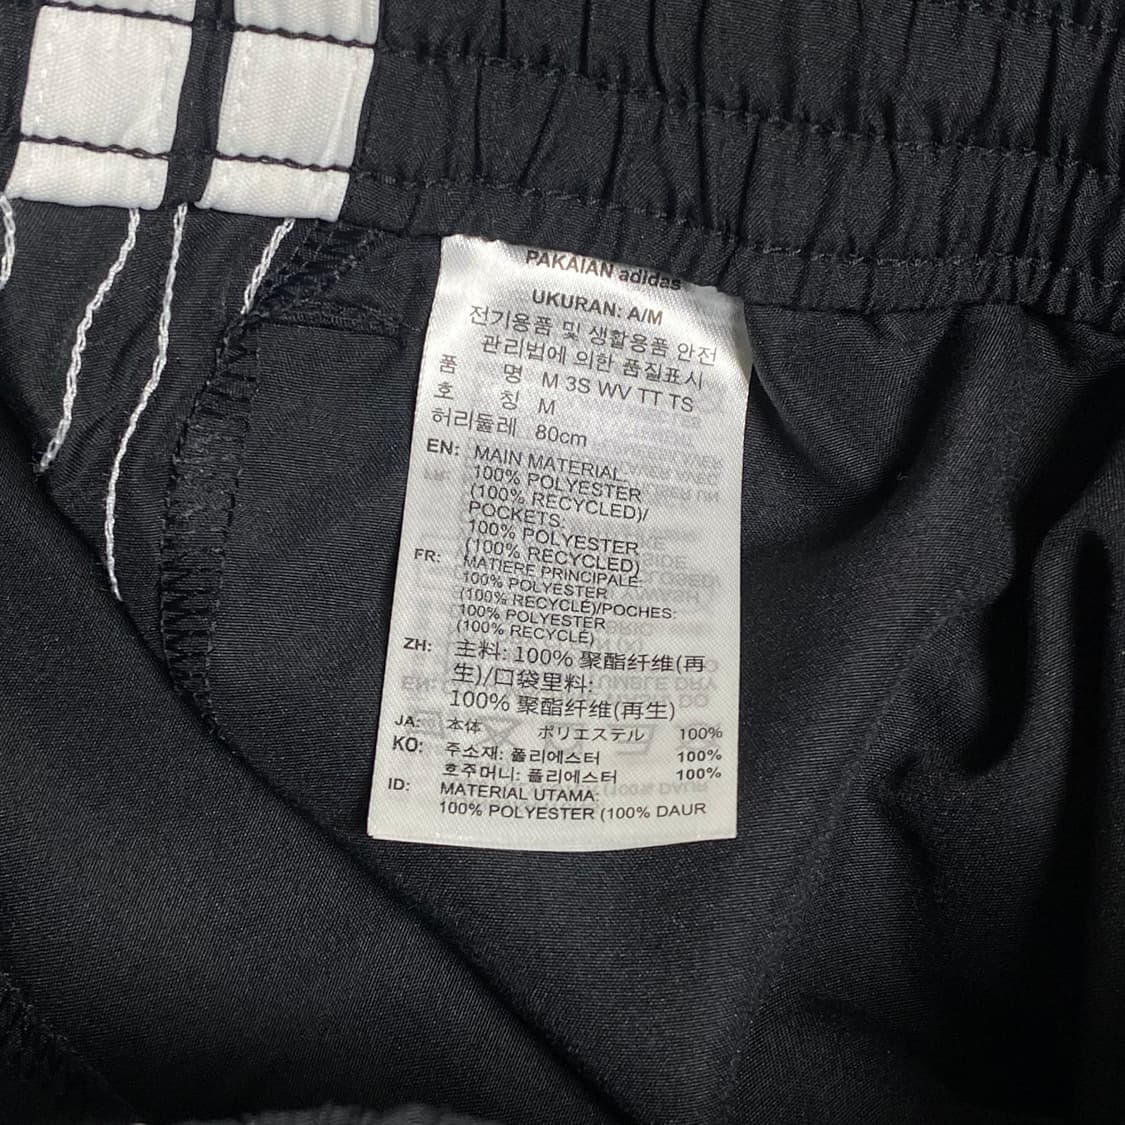 PAKAIAN adidas
UKURAN: A/M
전기용품 및 생활용품 안전
관리법에 의한 품질표시
품 명 M 3S WV TT TS
호 칭 M
허리둘레 80cm
EN: MAIN MATERIAL:
100% POLYESTER
(100% RECYCLED)/
POCKETS:
100% POLYESTER
(100% RECYCLED)
FR: MATIERE PRINCIPALE:
100% POLYESTER
(100% RECYCLÉ)/POCHES:
100% POLYESTER
(100% RECYCLÉ)
ZH: 主料: 100% 聚酯纤维(再
生)/口袋里料:
100% 聚酯纤维(再生)
JA: 本体 ポリエステル 100%
KO: 주소재: 폴리에스터 100%
호주머니: 폴리에스터 100%
ID: MATERIAL UTAMA:
100% POLYESTER (100% DAUR